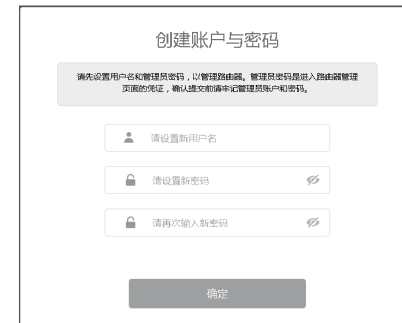 创建账户与密码
请先设置用户名和管理员密码，以管理路由器。管理员密码是进入路由器管理
页面的凭证，确认提交前请牢记管理员账户和密码。
请设置新用户名
请设置新密码
请再次输入新密码
确定